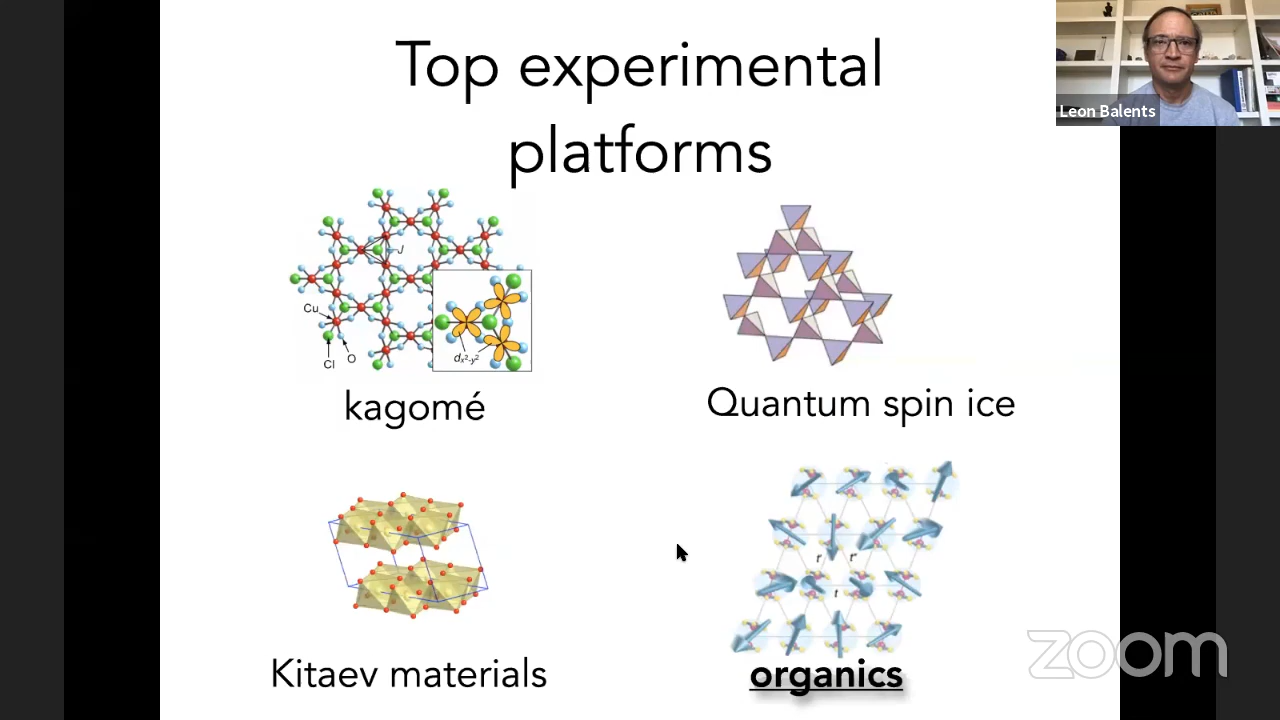 Top experimental
platforms
Leon Balents
J
Cu
Cl
O
dx²-y²
kagomé
Quantum spin ice
Kitaev materials
t' t"
t
organics
zoom